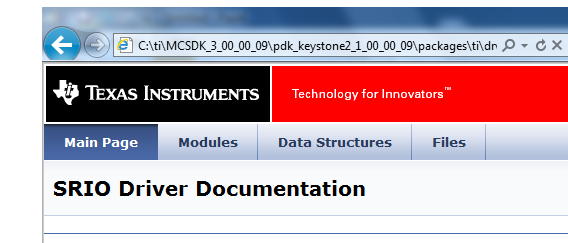 C:\ti\MCSDK_3_00_00_09\pdk_keystone2_1_00_00_09\packages\ti\dr
TEXAS INSTRUMENTS
Technology for Innovators™
Main Page Modules Data Structures Files
SRIO Driver Documentation